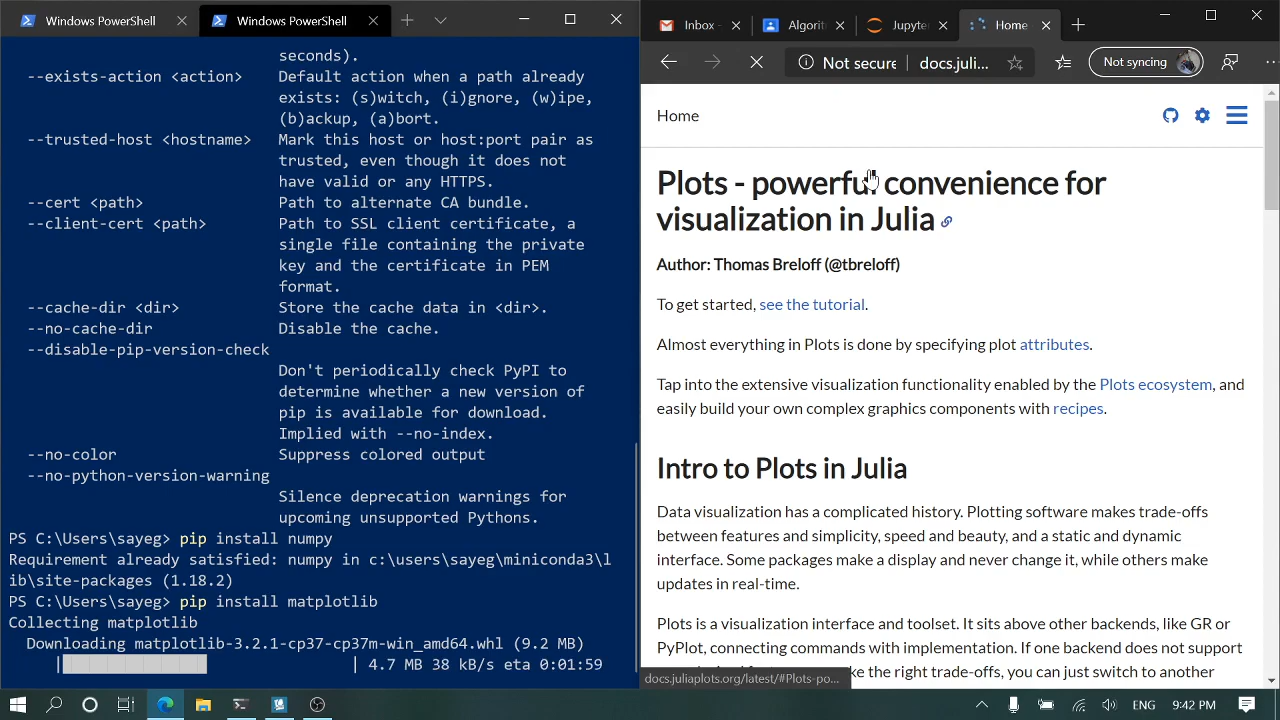 Windows PowerShell
Windows PowerShell
seconds).
--exists-action <action> Default action when a path already
exists: (s)witch, (i)gnore, (w)ipe,
(b)ackup, (a)bort.
--trusted-host <hostname> Mark this host or host:port pair as
trusted, even though it does not
have valid or any HTTPS.
--cert <path> Path to alternate CA bundle.
--client-cert <path> Path to SSL client certificate, a
single file containing the private
key and the certificate in PEM
format.
--cache-dir <dir> Store the cache data in <dir>.
--no-cache-dir Disable the cache.
--disable-pip-version-check
Don't periodically check PyPI to
determine whether a new version of
pip is available for download.
Implied with --no-index.
--no-color Suppress colored output
--no-python-version-warning
Silence deprecation warnings for
upcoming unsupported Pythons.
PS C:\Users\sayeg> pip install numpy
Requirement already satisfied: numpy in c:\users\sayeg\miniconda3\l
ib\site-packages (1.18.2)
PS C:\Users\sayeg> pip install matplotlib
Collecting matplotlib
Downloading matplotlib-3.2.1-cp37-cp37m-win_amd64.whl (9.2 MB)
| | 4.7 MB 38 kB/s eta 0:01:59
Inbox -
Algorit
Jupyte
Home
Not secure | docs.juli...
Not syncing
Home
Plots - powerful convenience for
visualization in Julia
Author: Thomas Breloff (@tbreloff)
To get started, see the tutorial.
Almost everything in Plots is done by specifying plot attributes.
Tap into the extensive visualization functionality enabled by the Plots ecosystem, and
easily build your own complex graphics components with recipes.
Intro to Plots in Julia
Data visualization has a complicated history. Plotting software makes trade-offs
between features and simplicity, speed and beauty, and a static and dynamic
interface. Some packages make a display and never change it, while others make
updates in real-time.
Plots is a visualization interface and toolset. It sits above other backends, like GR or
PyPlot, connecting commands with implementation. If one backend does not support
ke the right trade-offs, you can just switch to another
docs.juliaplots.org/latest/#Plots-po...
ENG
9:42 PM